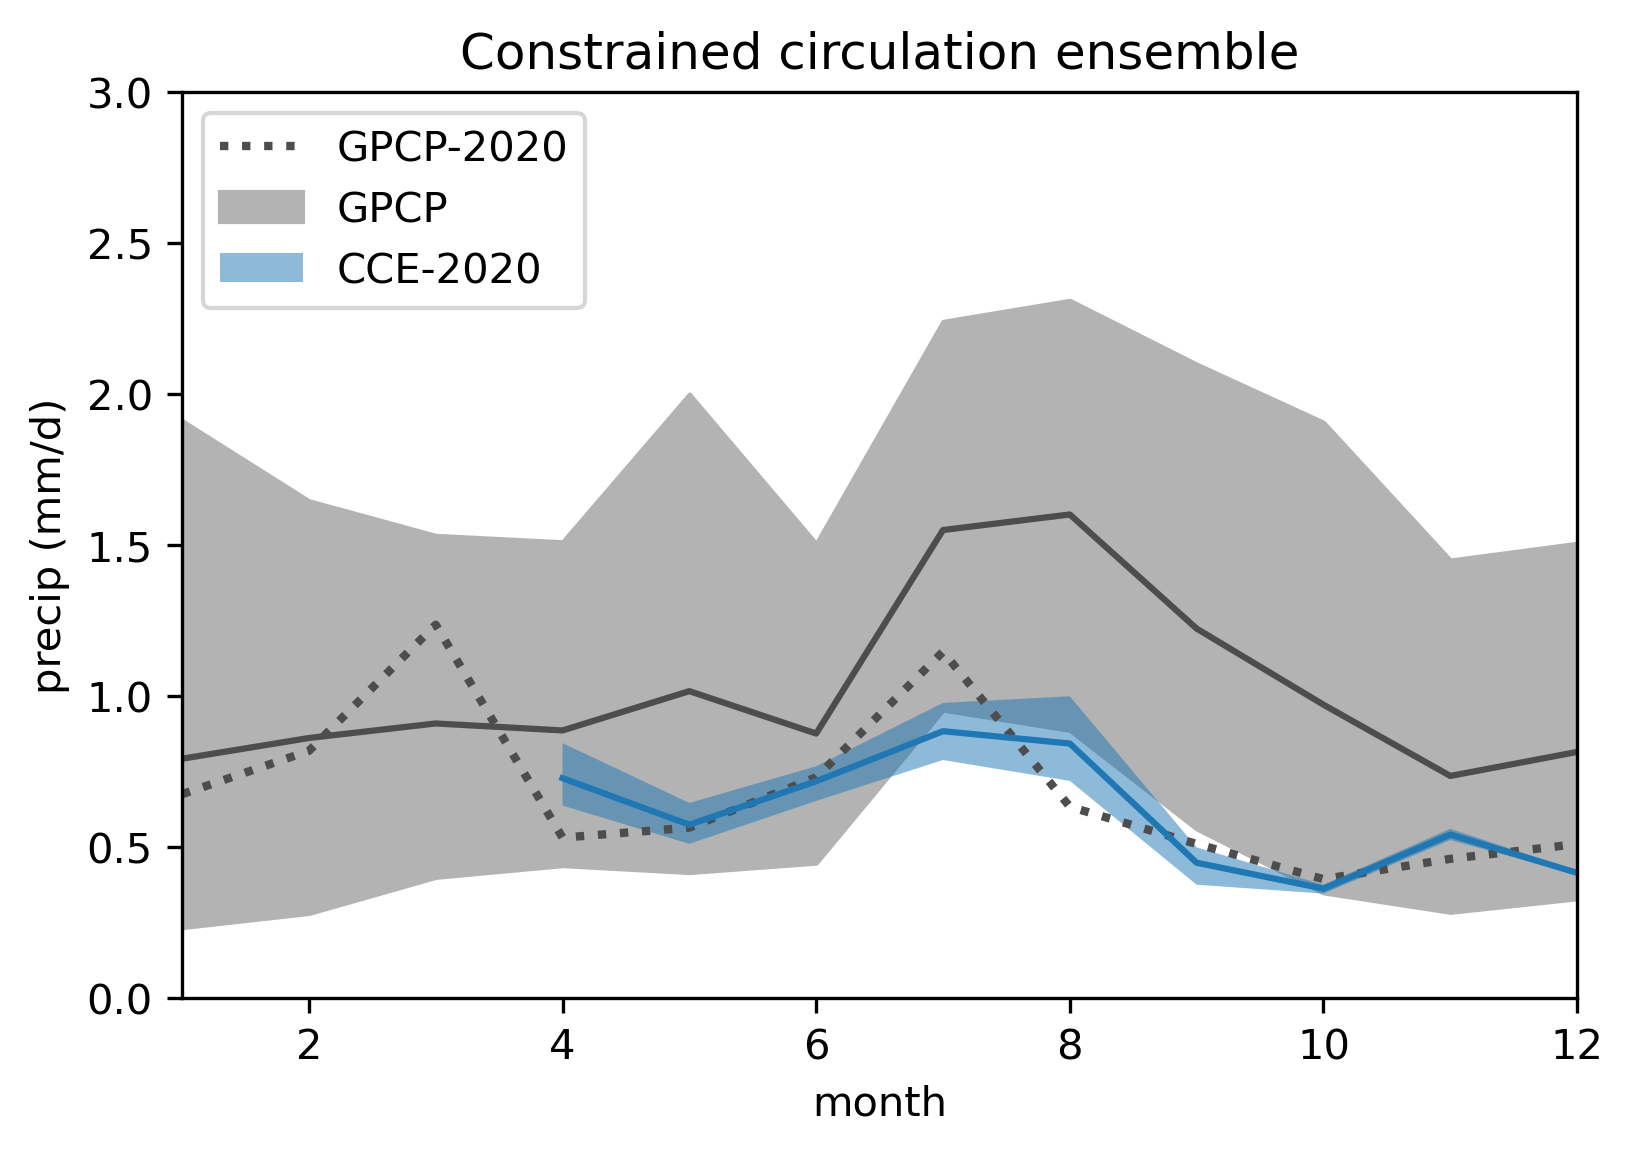 Constrained circulation ensemble
3.0
2.5
2.0
1.5
1.0
0.5
0.0
precip (mm/d)
GPCP-2020
GPCP
CCE-2020
2 4 6 8 10 12
month